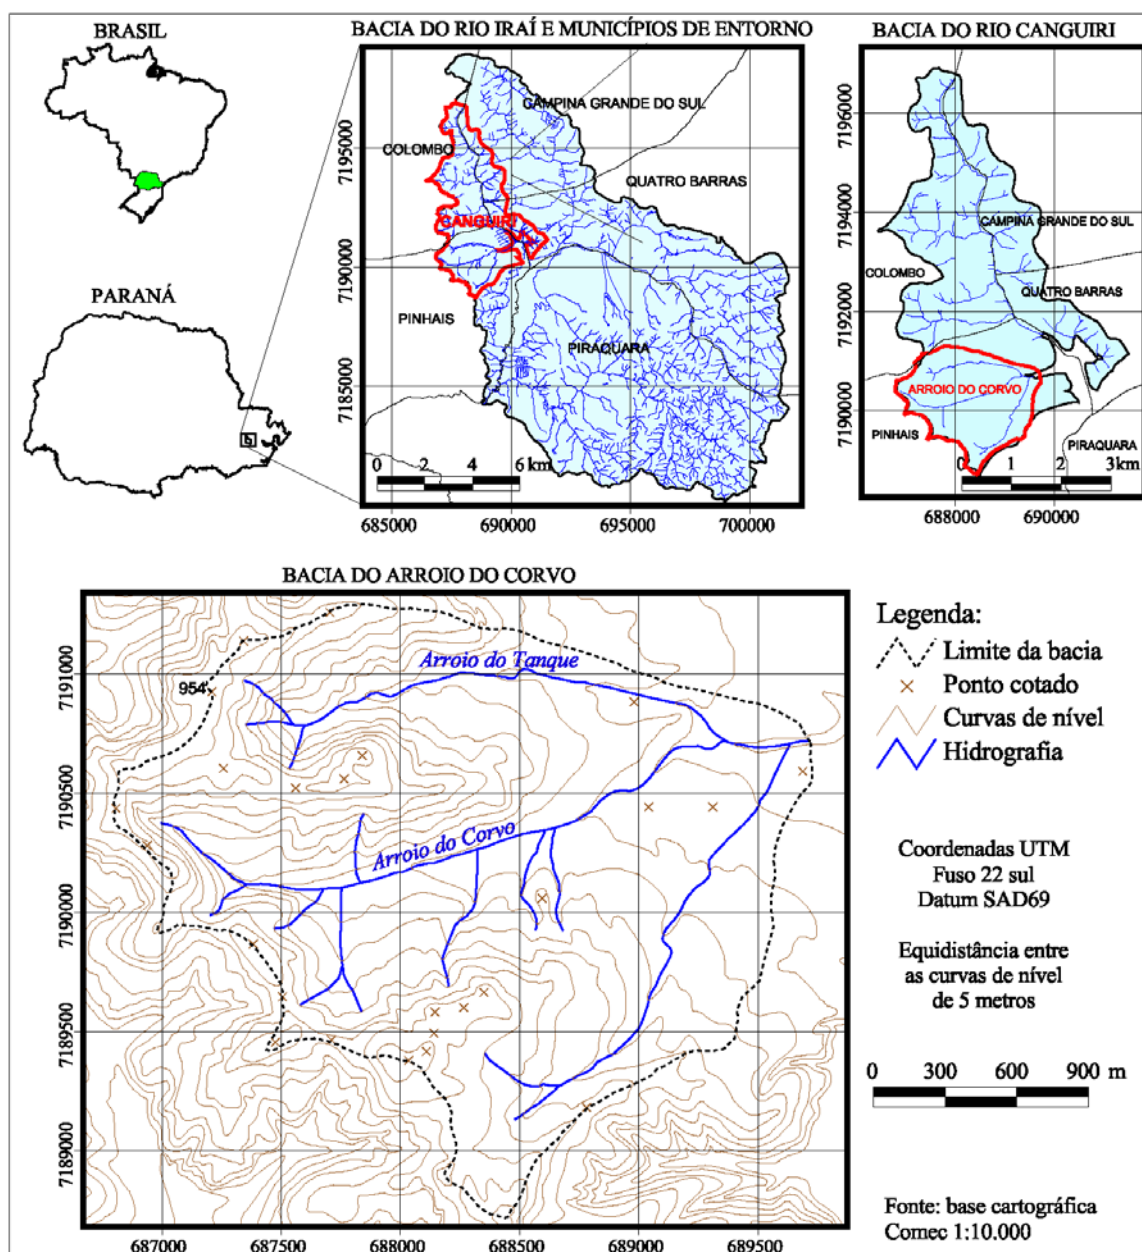 BRASIL
PARANÁ
BACIA DO RIO IRAÍ E MUNICÍPIOS DE ENTORNO
CAMPINA GRANDE DO SUL
COLOMBO
QUATRO BARRAS
CANGUIRI
PINHAIS
PIRAQUARA
7195000
7190000
7185000
0 2 4 6 km
685000 690000 695000 700000
BACIA DO RIO CANGUIRI
7196000
7194000
7192000
7190000
CAMPINA GRANDE DO SUL
COLOMBO
QUATRO BARRAS
ARROIO DO CORVO
PINHAIS
PIRAQUARA
0 1 2 3 km
688000 690000
BACIA DO ARROIO DO CORVO
Arroio do Tanque
954
Arroio do Corvo
7191000
7190500
7190000
7189500
7189000
687000 687500 688000 688500 689000 689500
Legenda:
Limite da bacia
Ponto cotado
Curvas de nível
Hidrografia
Coordenadas UTM
Fuso 22 sul
Datum SAD69
Equidistância entre
as curvas de nível
de 5 metros
0 300 600 900 m
Fonte: base cartográfica
Comec 1:10.000